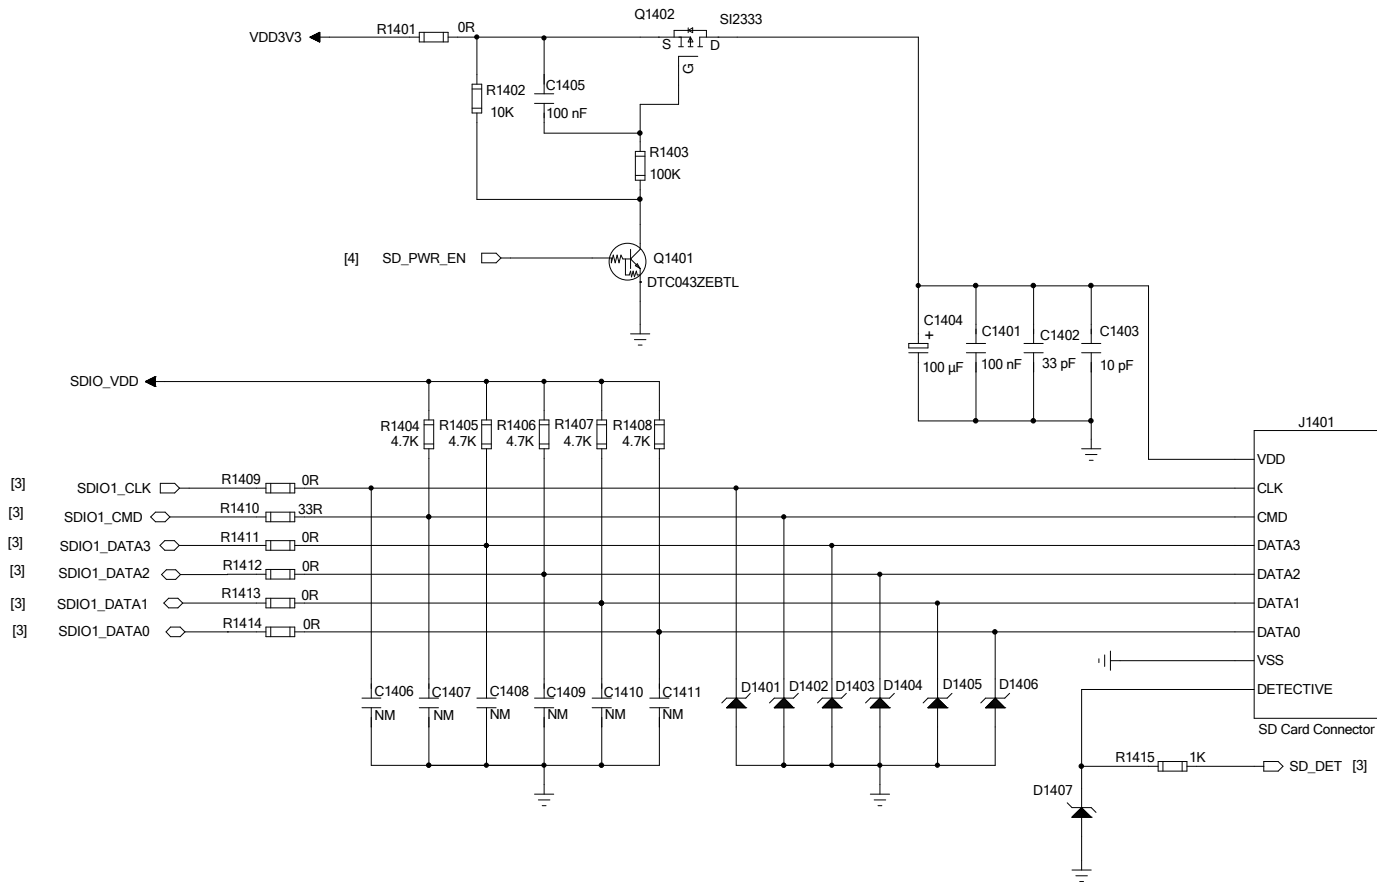 Q1402
SI2333
VDD3V3
R1401
0R
S
D
G
R1402
10K
C1405
100 nF
R1403
100K
[4]
SD_PWR_EN
Q1401
DTC043ZEBTL
C1404
+
100 µF
C1401
100 nF
C1402
33 pF
C1403
10 pF
SDIO_VDD
R1404
4.7K
R1405
4.7K
R1406
4.7K
R1407
4.7K
R1408
4.7K
J1401
VDD
[3]
SDIO1_CLK
R1409
0R
CLK
[3]
SDIO1_CMD
R1410
33R
CMD
[3]
SDIO1_DATA3
R1411
0R
DATA3
[3]
SDIO1_DATA2
R1412
0R
DATA2
[3]
SDIO1_DATA1
R1413
0R
DATA1
[3]
SDIO1_DATA0
R1414
0R
DATA0
VSS
DETECTIVE
SD Card Connector
C1406
NM
C1407
NM
C1408
NM
C1409
NM
C1410
NM
C1411
NM
D1401
D1402
D1403
D1404
D1405
D1406
R1415
1K
SD_DET
[3]
D1407